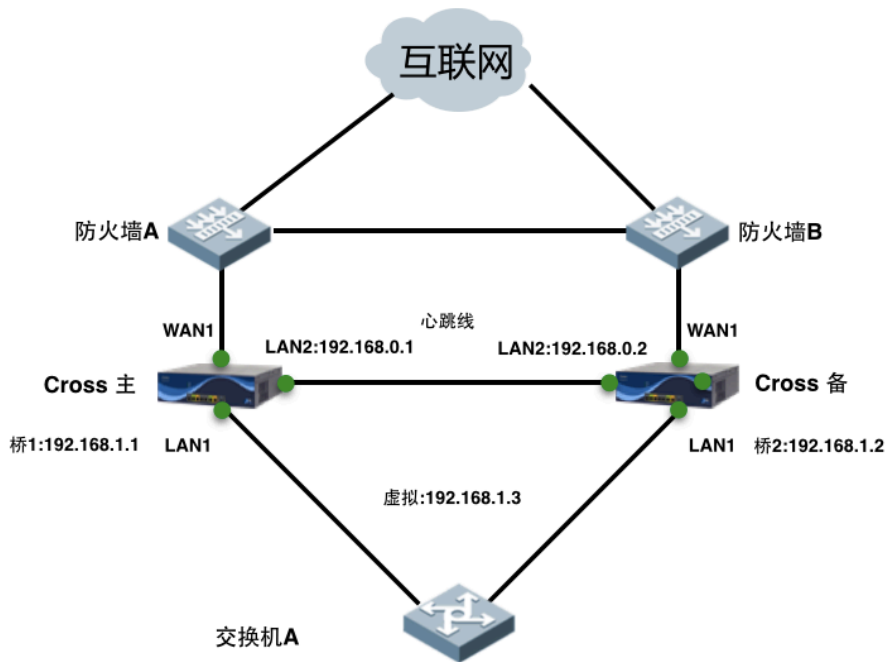 互联网
防火墙A
防火墙B
WAN1
心跳线
WAN1
LAN2:192.168.0.1
LAN2:192.168.0.2
Cross 主
Cross 备
桥1:192.168.1.1
LAN1
LAN1
桥2:192.168.1.2
虚拟:192.168.1.3
交换机A